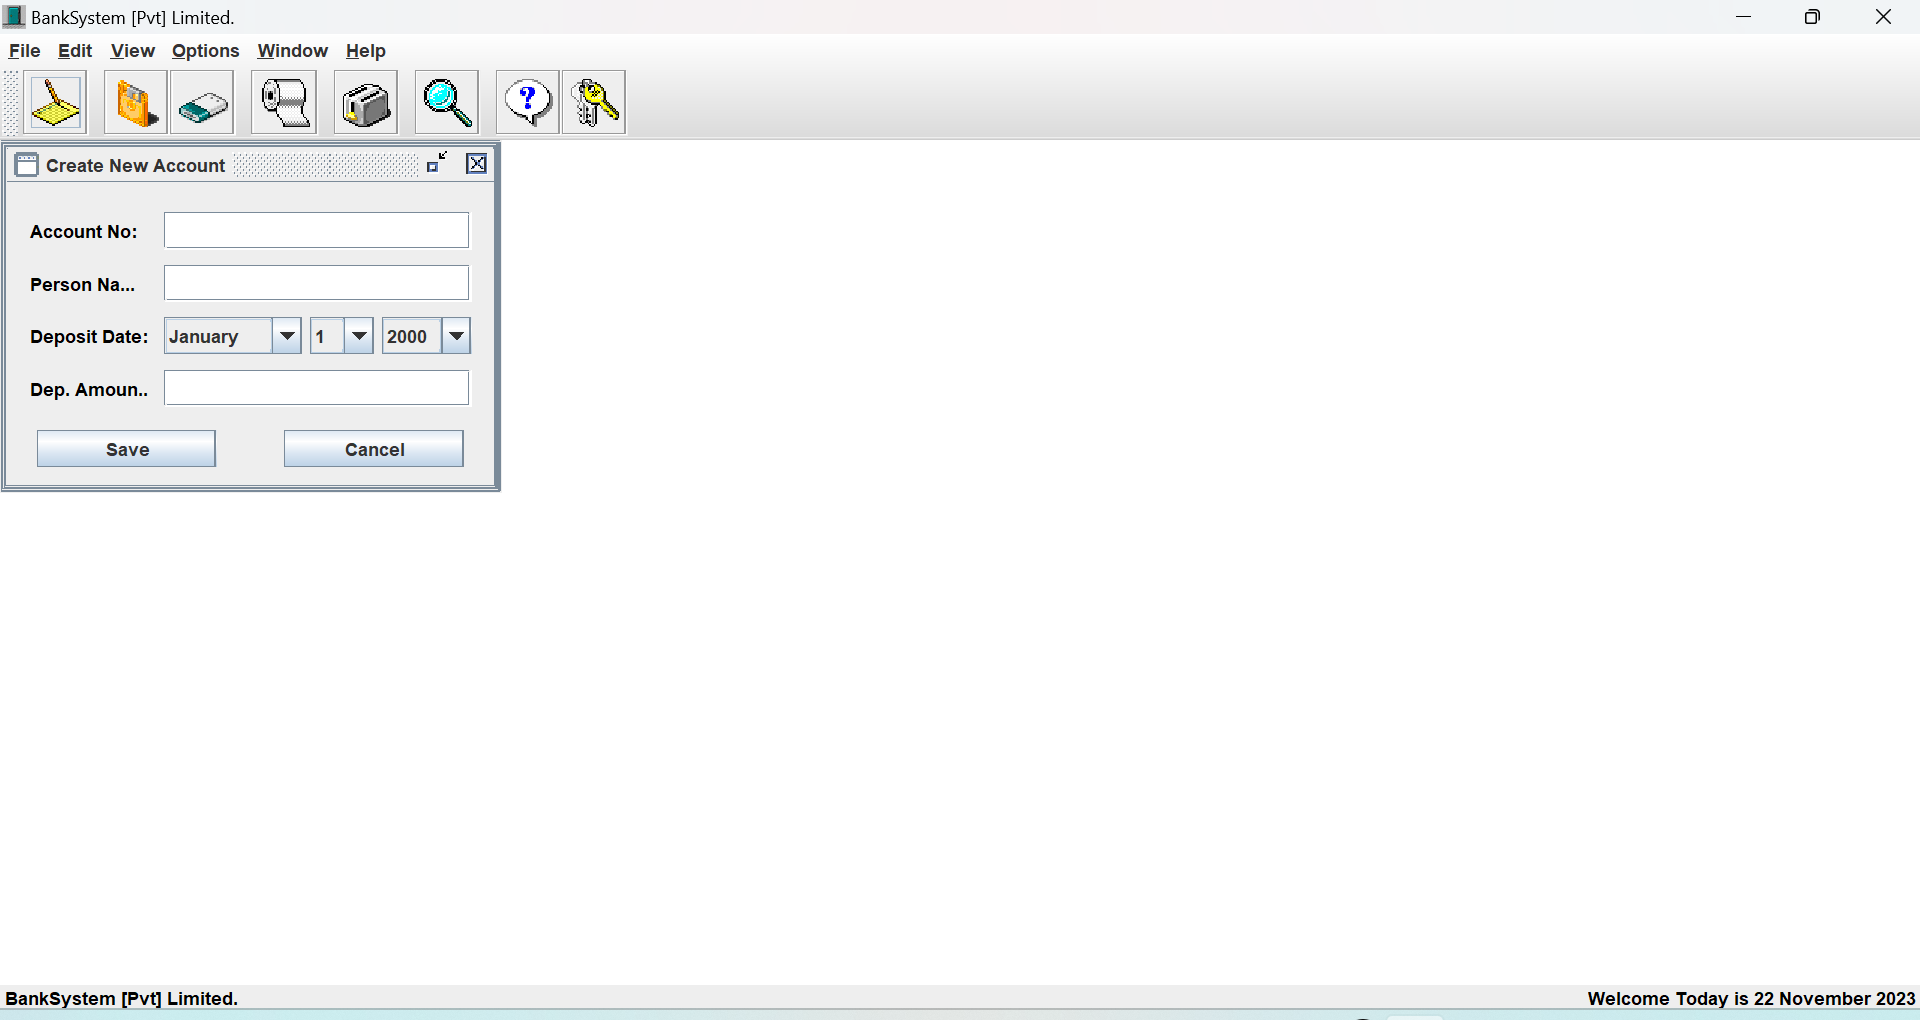 BankSystem [Pvt] Limited.
File Edit View Options Window Help
?
Create New Account
Account No:
Person Na...
Deposit Date: January 1 2000
Dep. Amoun..
Save Cancel
BankSystem [Pvt] Limited. Welcome Today is 22 November 2023